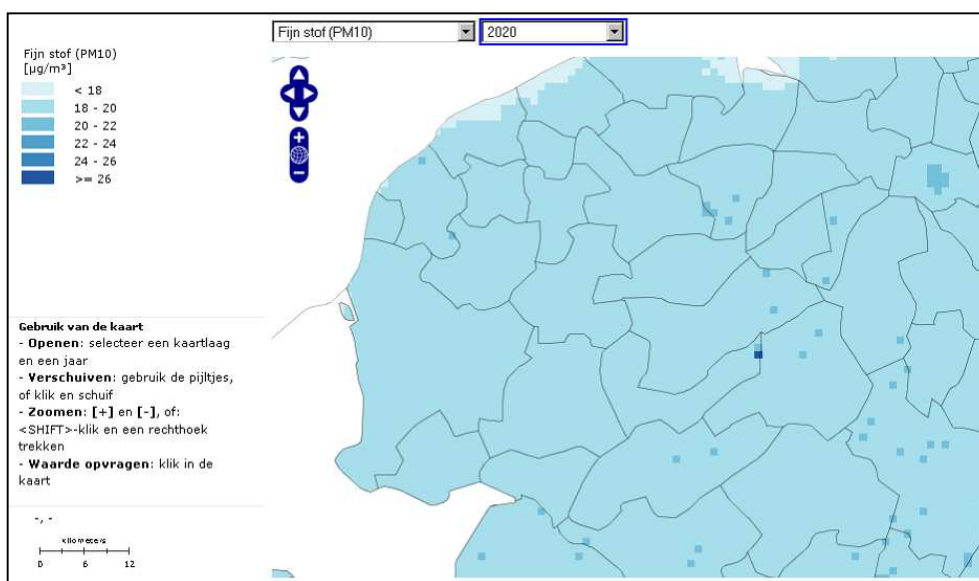 Fijn stof (PM10) 2020
Fijn stof (PM10)
[µg/m³]
< 18
18 - 20
20 - 22
22 - 24
24 - 26
>= 26
+
−
Gebruik van de kaart
- Openen: selecteer een kaartlaag
en een jaar
- Verschuiven: gebruik de pijltjes,
of klik en schuif
- Zoomen: [+] en [-], of:
<SHIFT>-klik en een rechthoek
trekken
- Waarde opvragen: klik in de
kaart
-, -
Kilometers
0 6 12